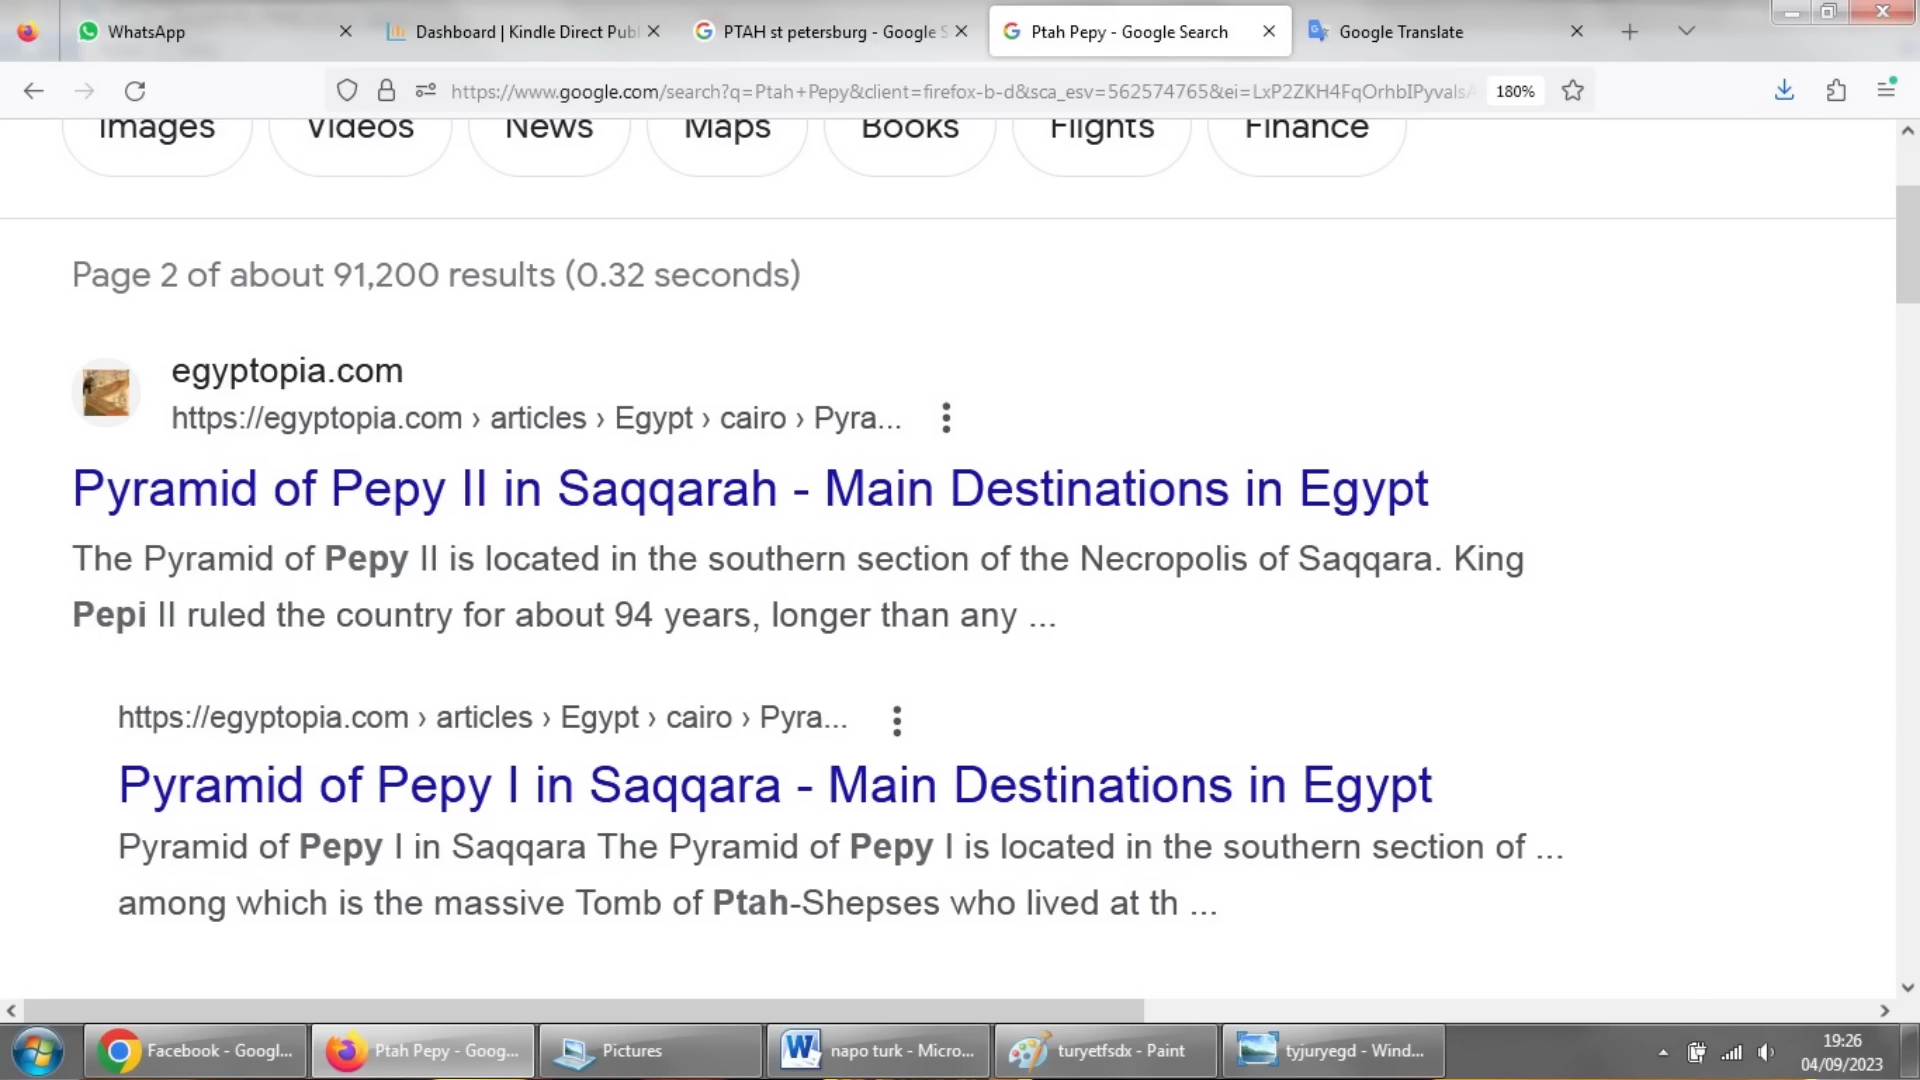 WhatsApp
Dashboard | Kindle Direct Publ
PTAH st petersburg - Google S
Ptah Pepy - Google Search
Google Translate
https://www.google.com/search?q=Ptah+Pepy&client=firefox-b-d&sca_esv=562574765&ei=LxP2ZKH4FqOrhbIPyvalsA
180%
Images
Videos
News
Maps
Books
Flights
Finance
Page 2 of about 91,200 results (0.32 seconds)
egyptopia.com
https://egyptopia.com › articles › Egypt › cairo › Pyra...
Pyramid of Pepy II in Saqqarah - Main Destinations in Egypt
The Pyramid of Pepy II is located in the southern section of the Necropolis of Saqqara. King
Pepi II ruled the country for about 94 years, longer than any ...
https://egyptopia.com › articles › Egypt › cairo › Pyra...
Pyramid of Pepy I in Saqqara - Main Destinations in Egypt
Pyramid of Pepy I in Saqqara The Pyramid of Pepy I is located in the southern section of ...
among which is the massive Tomb of Ptah-Shepses who lived at th ...
Facebook - Googl...
Ptah Pepy - Goog...
Pictures
napo turk - Micro...
turyetfsdx - Paint
tyjuryegd - Wind...
19:26
04/09/2023